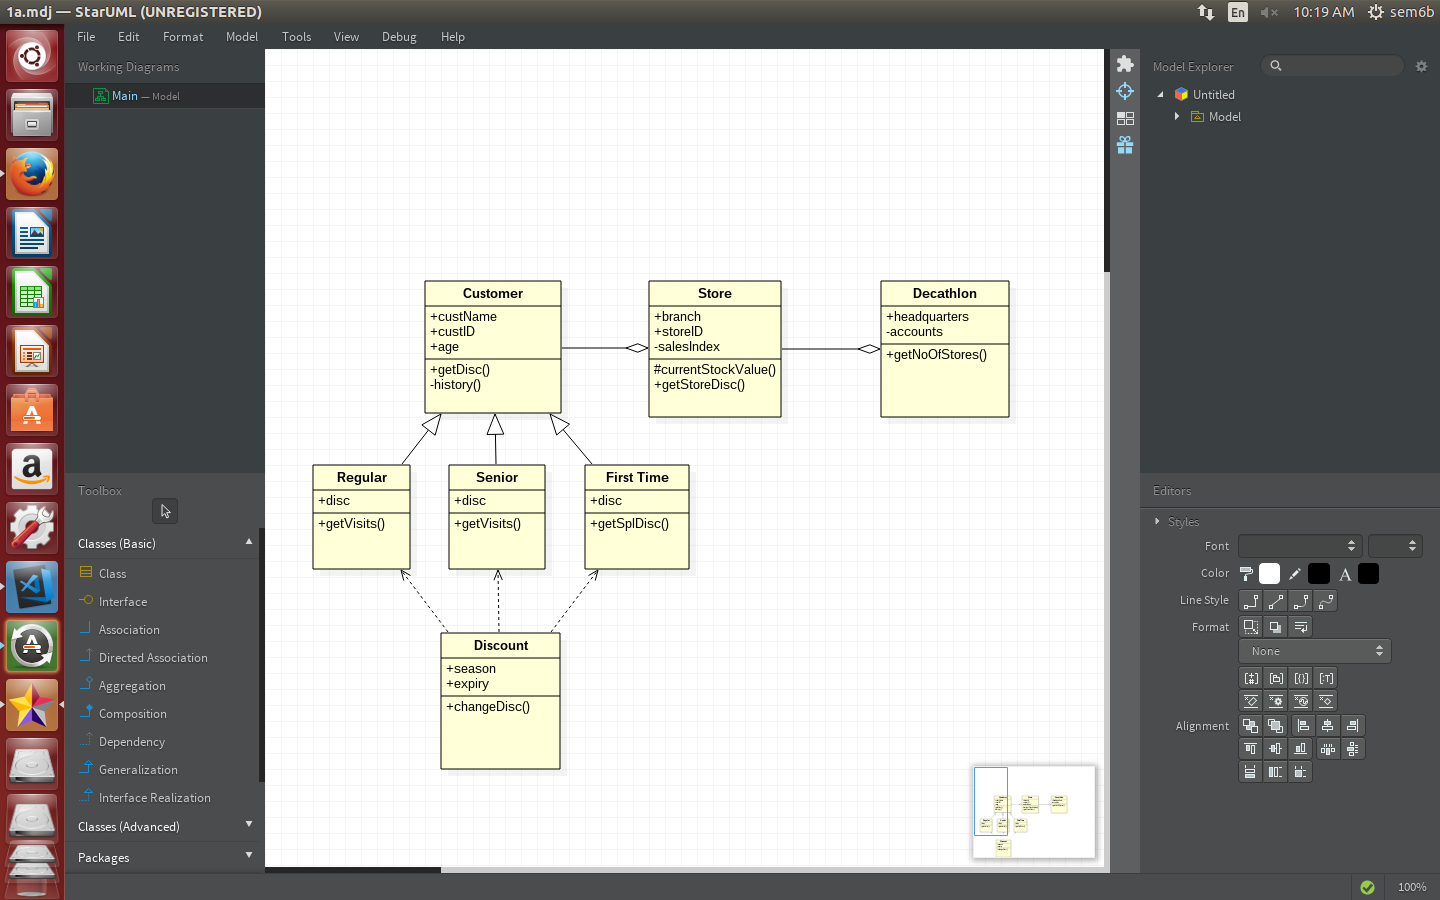 1a.mdj — StarUML (UNREGISTERED)
En
10:19 AM
sem6b
File Edit Format Model Tools View Debug Help
Working Diagrams
Main — Model
Toolbox
Classes (Basic)
Class
Interface
Association
Directed Association
Aggregation
Composition
Dependency
Generalization
Interface Realization
Classes (Advanced)
Packages
Customer
+custName
+custID
+age
+getDisc()
-history()
Store
+branch
+storeID
-salesIndex
#currentStockValue()
+getStoreDisc()
Decathlon
+headquarters
-accounts
+getNoOfStores()
Regular
+disc
+getVisits()
Senior
+disc
+getVisits()
First Time
+disc
+getSplDisc()
Discount
+season
+expiry
+changeDisc()
Model Explorer
Untitled
Model
Editors
Styles
Font
Color
A
Line Style
Format
None
Alignment
100%